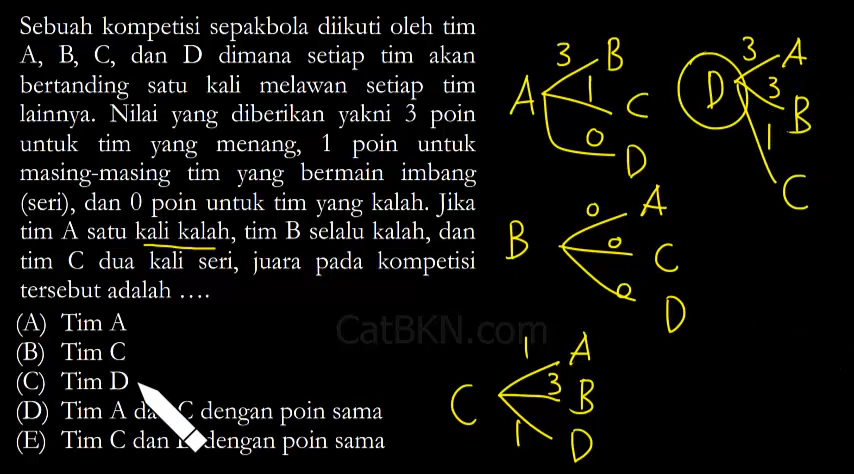 Sebuah kompetisi sepakbola diikuti oleh tim
A, B, C, dan D dimana setiap tim akan
bertanding satu kali melawan setiap tim
lainnya. Nilai yang diberikan yakni 3 poin
untuk tim yang menang, 1 poin untuk
masing-masing tim yang bermain imbang
(seri), dan 0 poin untuk tim yang kalah. Jika
tim A satu kali kalah, tim B selalu kalah, dan
tim C dua kali seri, juara pada kompetisi
tersebut adalah ....
(A) Tim A
(B) Tim C
(C) Tim D
(D) Tim A C dengan poin sama
(E) Tim C dan dengan poin sama
CatBKN.com
A
3 B
1 C
0 D
D
3 A
3 B
1 C
B
0 A
0 C
0 D
C
1 A
3 B
1 D